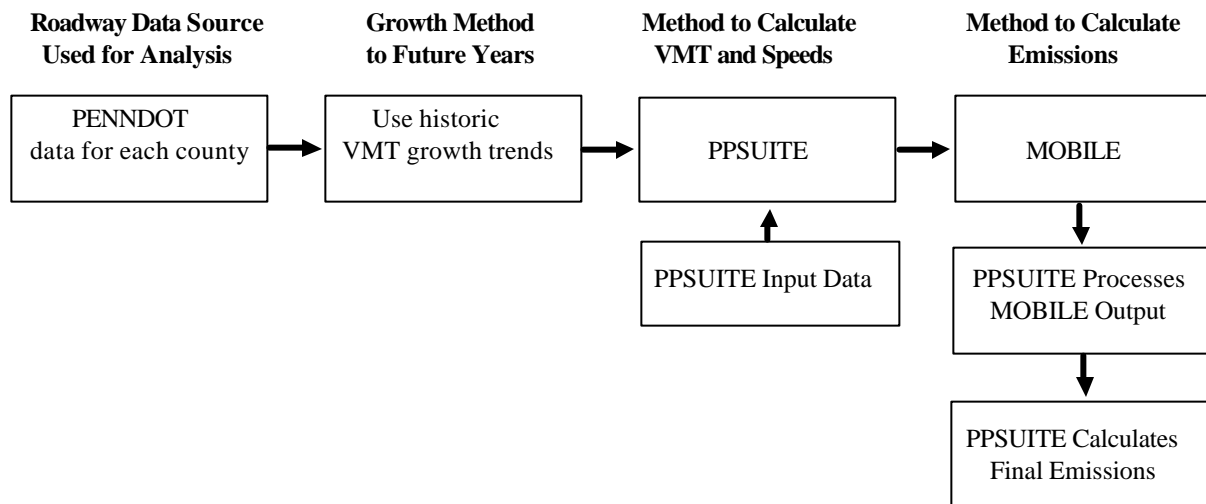 Roadway Data Source
Used for Analysis
Growth Method
to Future Years
Method to Calculate
VMT and Speeds
Method to Calculate
Emissions
PENNDOT
data for each county
Use historic
VMT growth trends
PPSUITE
MOBILE
PPSUITE Input Data
PPSUITE Processes
MOBILE Output
PPSUITE Calculates
Final Emissions